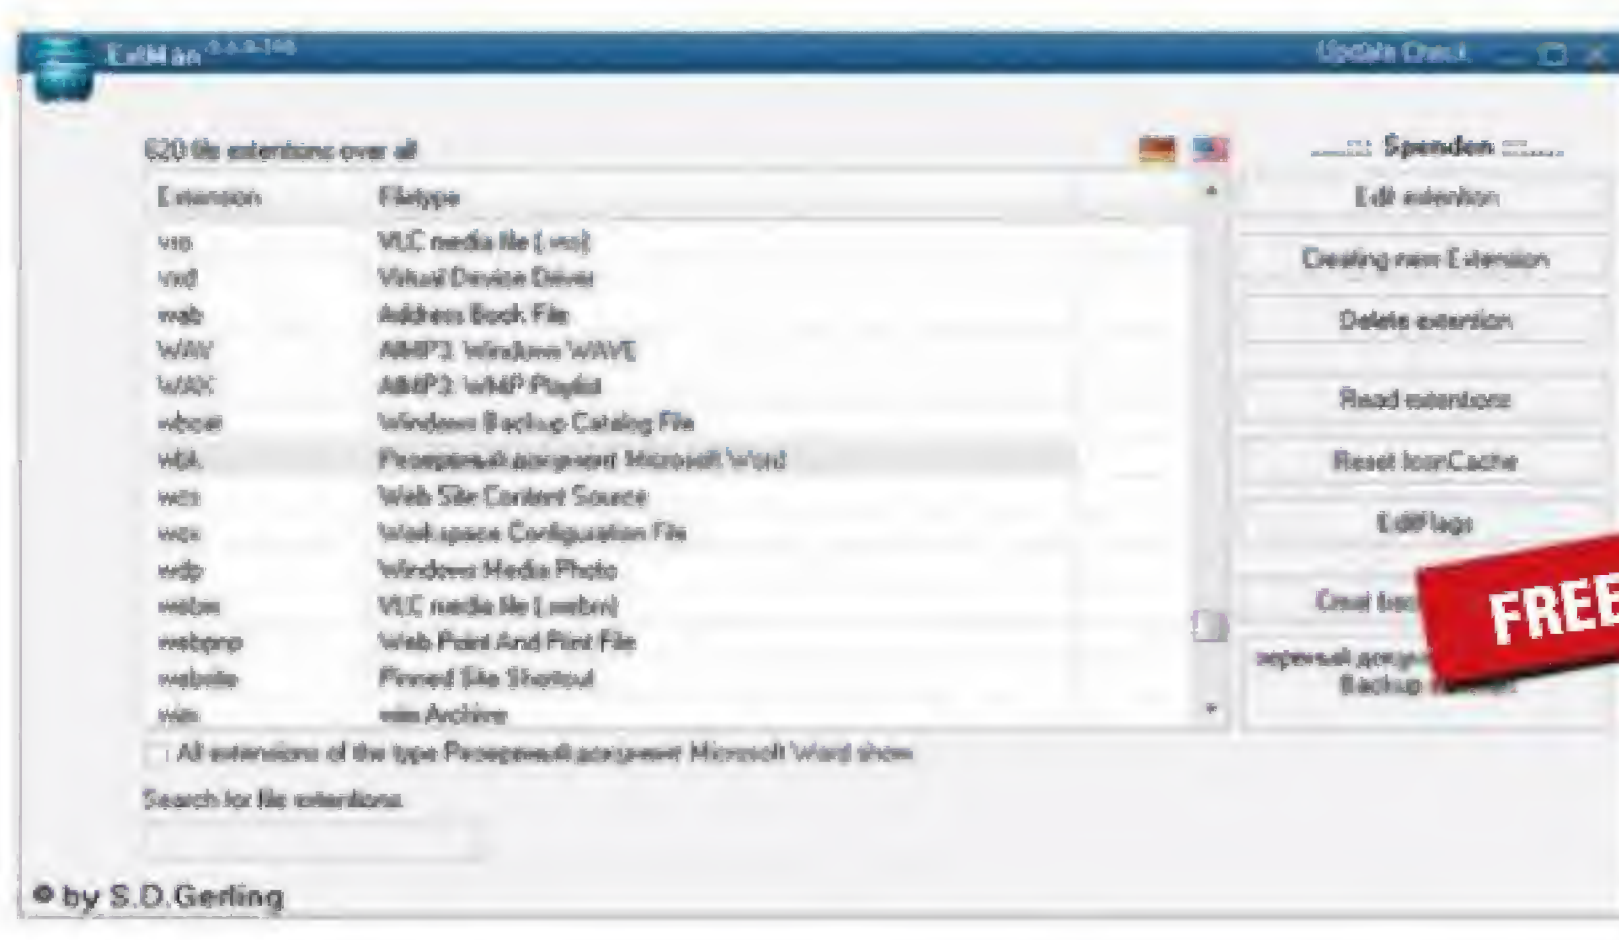 ExtMan
Update Check
620 file extentions over all
Spenden
Extension Filetype
VLC media file
vxd Virtual Device Driver
wab Address Book File
WAV AIMP3: Windows WAVE
WAX AIMP3: WMP Playlist
wbcat Windows Backup Catalog File
Резервный документ Microsoft Word
wcs Web Site Content Source
wcx Workspace Configuration File
wdp Windows Media Photo
webm VLC media file (.webm)
webpnp Web Point And Print File
website Pinned Site Shortcut
wim wim Archive
Edit extention
Creating new Extension
Delete extention
Read extentions
Reset IconCache
EditFlags
Creat
FREE
Backup
All extensions of the type Резервный документ Microsoft Word show
Search for file extentions
by S.D.Gerling